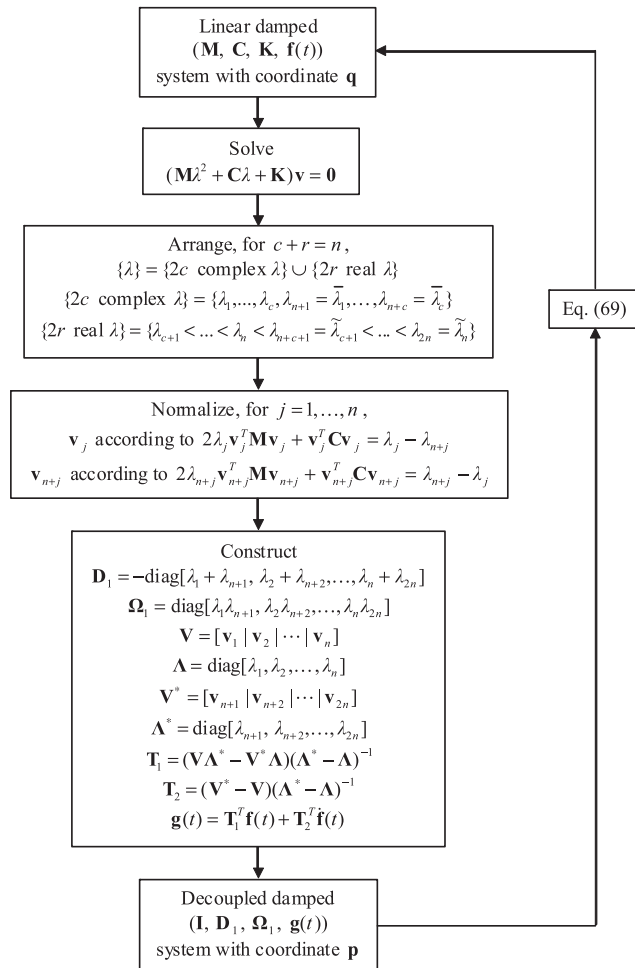 Linear damped
(M, C, K, f(t))
system with coordinate q
Solve
(Mλ² + Cλ + K)v = 0
Arrange, for c + r = n,
{λ} = {2c complex λ} ∪ {2r real λ}
{2c complex λ} = {λ₁,..., λ_c, λ_{n+1} = λ̄₁,…, λ_{n+c} = λ̄_c}
{2r real λ} = {λ_{c+1} < ... < λ_n < λ_{n+c+1} = λ̃_{c+1} < ... < λ_{2n} = λ̃_n}
Eq. (69)
Normalize, for j = 1,…, n,
v_j according to 2λ_j v_j^T Mv_j + v_j^T Cv_j = λ_j − λ_{n+j}
v_{n+j} according to 2λ_{n+j} v_{n+j}^T Mv_{n+j} + v_{n+j}^T Cv_{n+j} = λ_{n+j} − λ_j
Construct
D₁ = −diag[λ₁ + λ_{n+1}, λ₂ + λ_{n+2},…, λ_n + λ_{2n}]
Ω₁ = diag[λ₁λ_{n+1}, λ₂λ_{n+2},…, λ_nλ_{2n}]
V = [v₁ | v₂ | ⋯ | v_n]
Λ = diag[λ₁, λ₂,…, λ_n]
V* = [v_{n+1} | v_{n+2} | ⋯ | v_{2n}]
Λ* = diag[λ_{n+1}, λ_{n+2},…, λ_{2n}]
T₁ = (VΛ* − V*Λ)(Λ* − Λ)⁻¹
T₂ = (V* − V)(Λ* − Λ)⁻¹
g(t) = T₁^T f(t) + T₂^T ḟ(t)
Decoupled damped
(I, D₁, Ω₁, g(t))
system with coordinate p